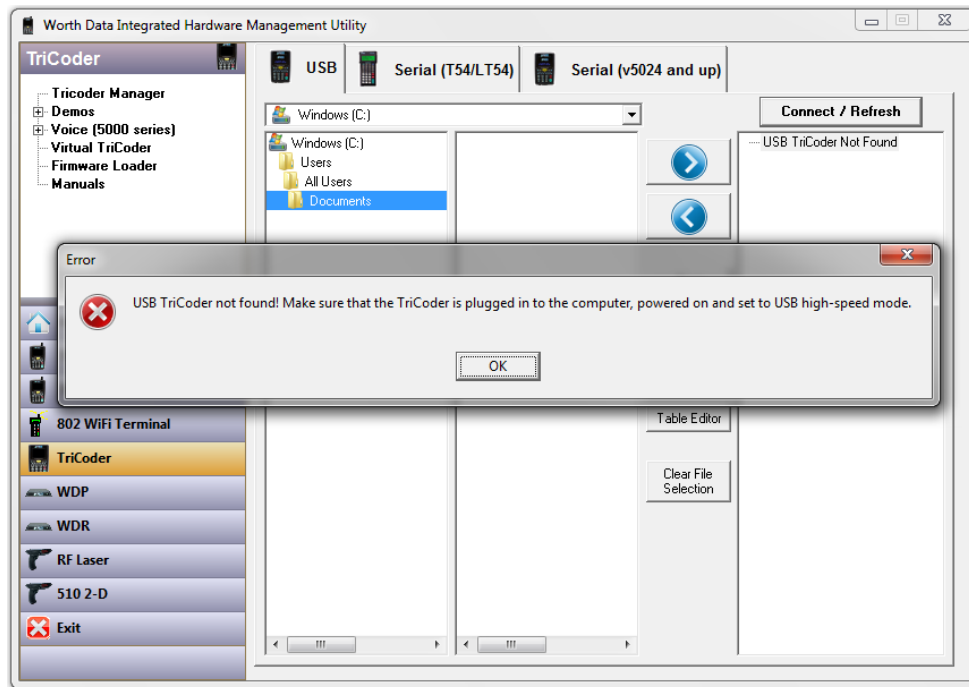 Worth Data Integrated Hardware Management Utility
TriCoder
Tricoder Manager
Demos
Voice (5000 series)
Virtual TriCoder
Firmware Loader
Manuals
USB
Serial (T54/LT54)
Serial (v5024 and up)
Windows (C:)
Connect / Refresh
Windows (C:)
Users
All Users
Documents
USB TriCoder Not Found
Error
USB TriCoder not found! Make sure that the TriCoder is plugged in to the computer, powered on and set to USB high-speed mode.
OK
802 WiFi Terminal
TriCoder
WDP
WDR
RF Laser
510 2-D
Exit
Table Editor
Clear File
Selection